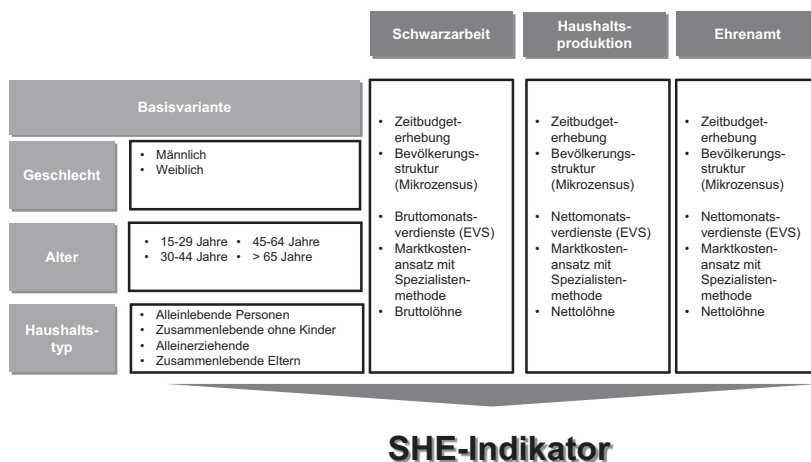 Schwarzarbeit
Haushalts-
produktion
Ehrenamt
Basisvariante
Geschlecht
• Männlich
• Weiblich
Alter
• 15-29 Jahre • 45-64 Jahre
• 30-44 Jahre • > 65 Jahre
Haushalts-
typ
• Alleinlebende Personen
• Zusammenlebende ohne Kinder
• Alleinerziehende
• Zusammenlebende Eltern
• Zeitbudget-
erhebung
• Bevölkerungs-
struktur
(Mikrozensus)
• Bruttomonats-
verdienste (EVS)
• Marktkosten-
ansatz mit
Spezialisten-
methode
• Bruttolöhne
• Zeitbudget-
erhebung
• Bevölkerungs-
struktur
(Mikrozensus)
• Nettomonats-
verdienste (EVS)
• Marktkosten-
ansatz mit
Spezialisten-
methode
• Nettolöhne
• Zeitbudget-
erhebung
• Bevölkerungs-
struktur
(Mikrozensus)
• Nettomonats-
verdienste (EVS)
• Marktkosten-
ansatz mit
Spezialisten-
methode
• Nettolöhne
SHE-Indikator